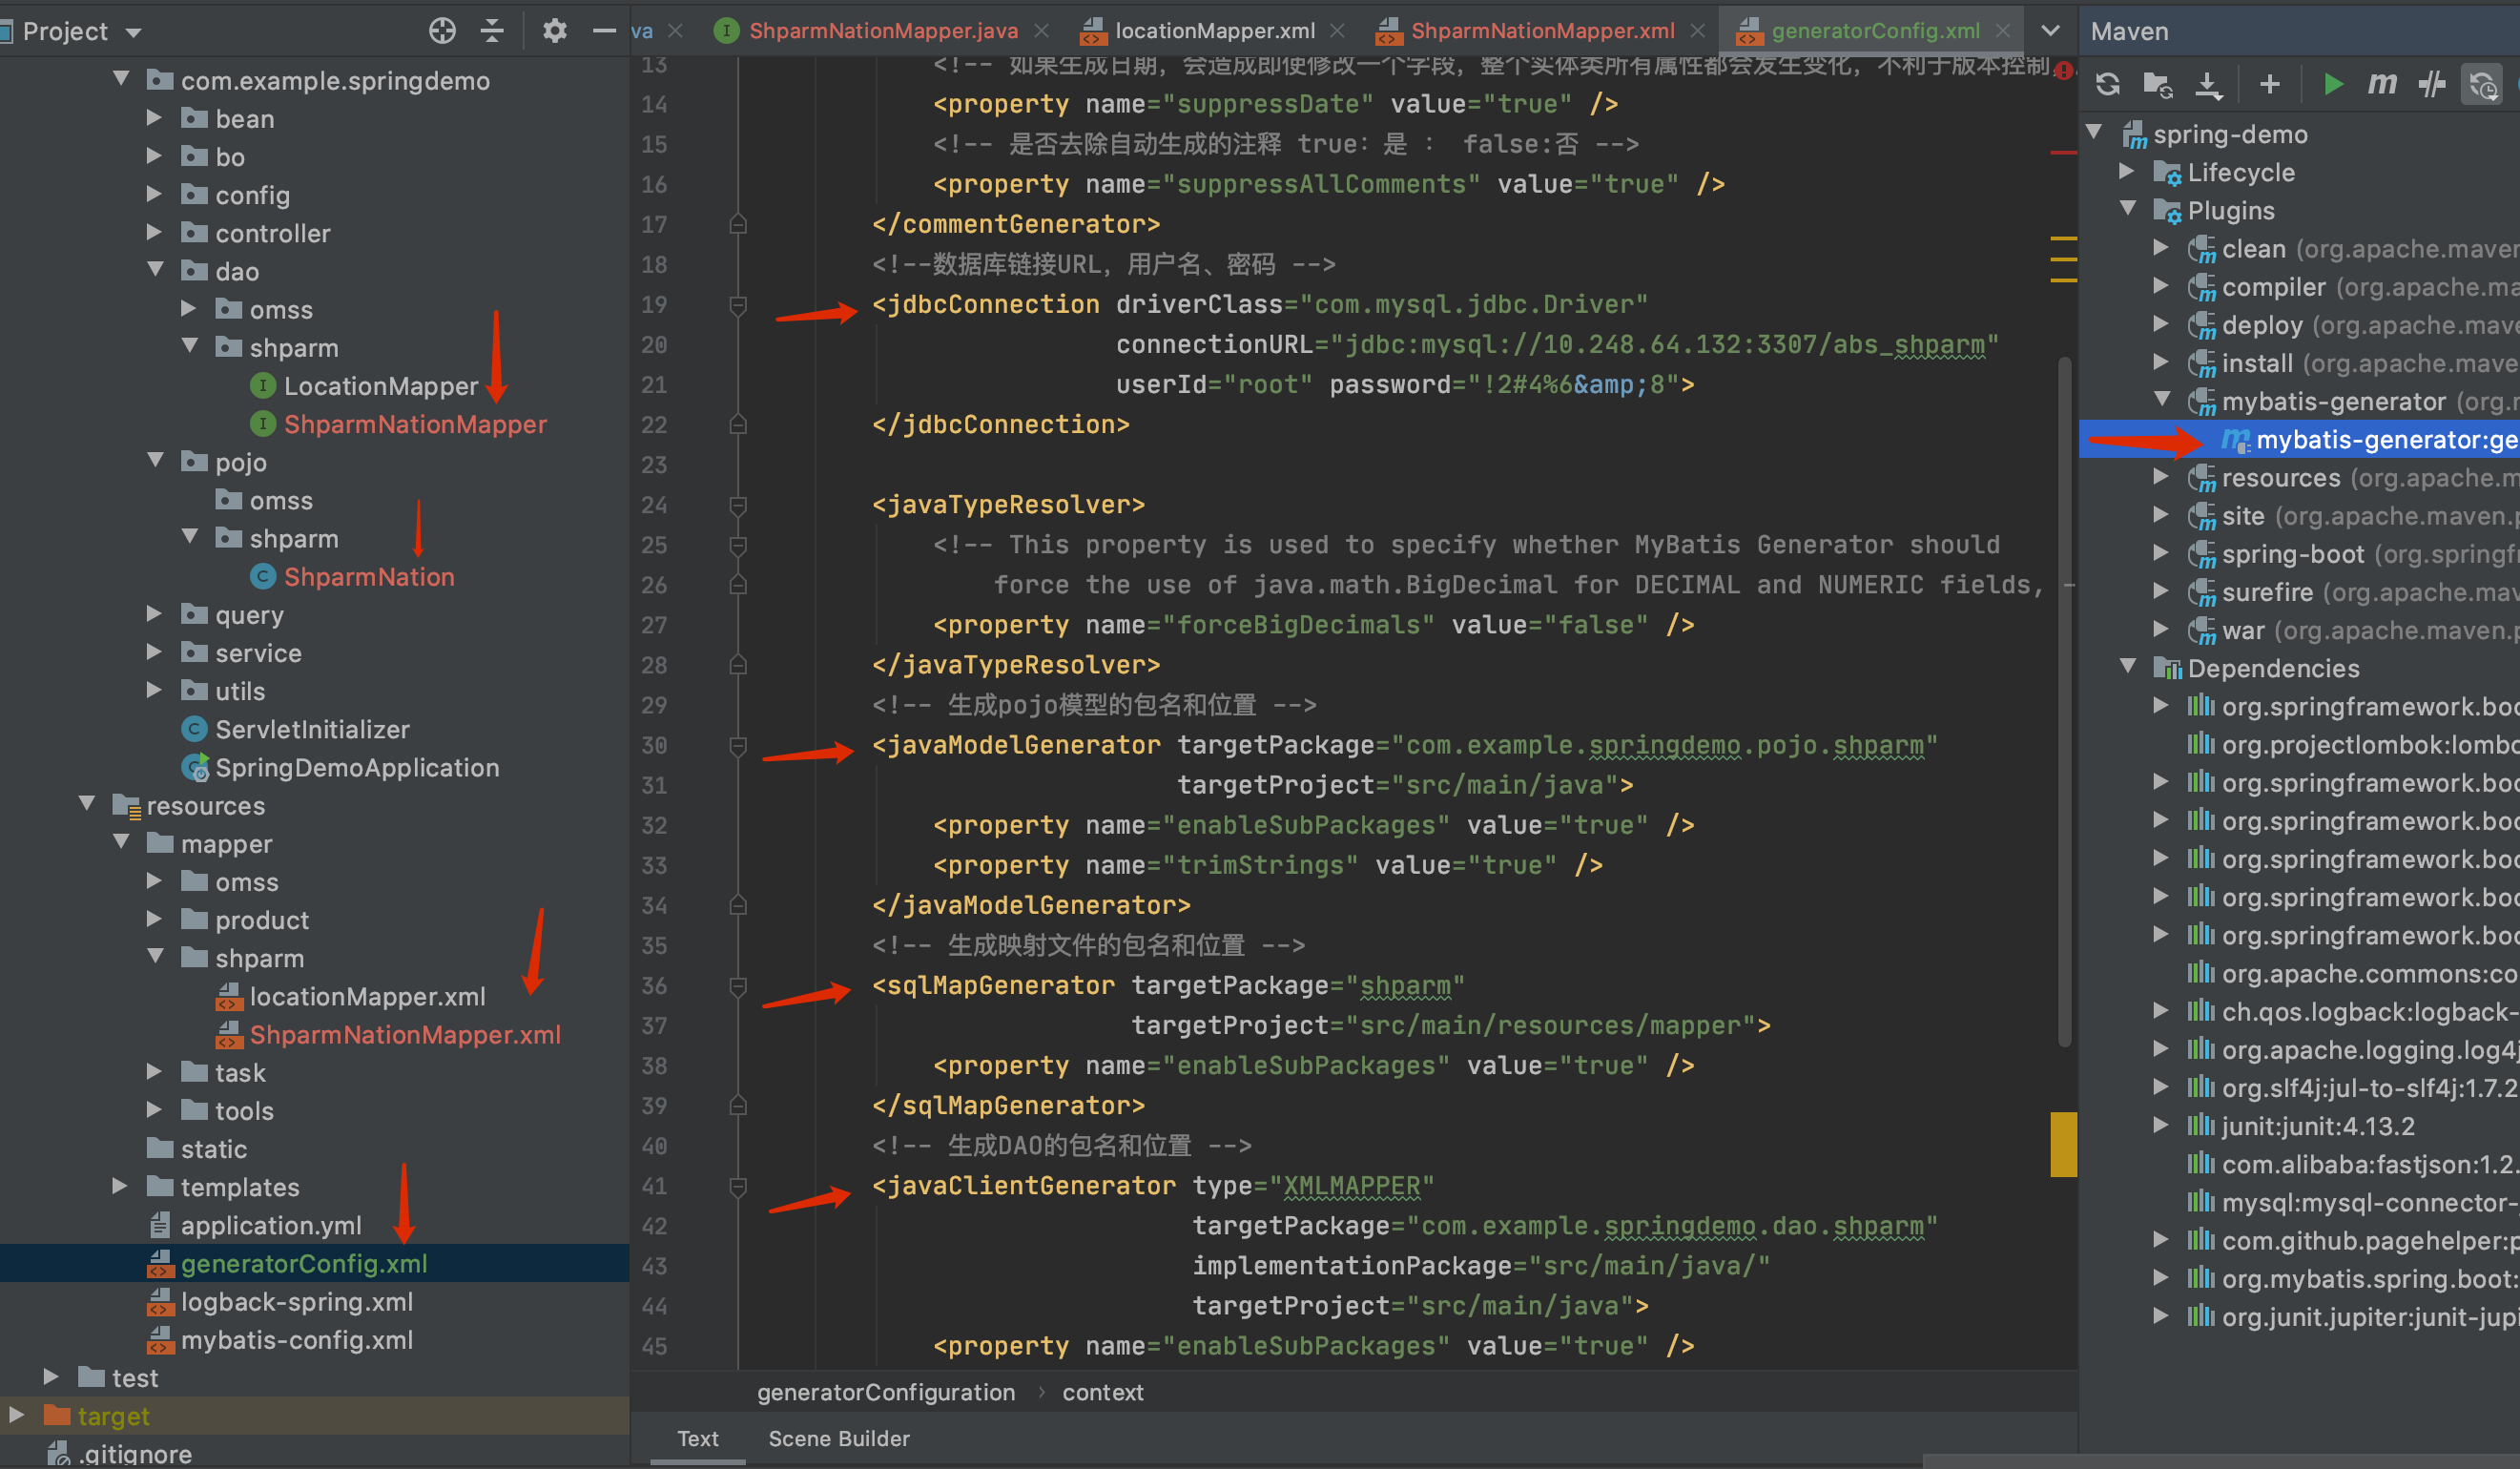 Project
com.example.springdemo
bean
bo
config
controller
dao
omss
shparm
LocationMapper
ShparmNationMapper
pojo
omss
shparm
ShparmNation
query
service
utils
ServletInitializer
SpringDemoApplication
resources
mapper
omss
product
shparm
locationMapper.xml
ShparmNationMapper.xml
task
tools
static
templates
application.yml
generatorConfig.xml
logback-spring.xml
mybatis-config.xml
test
target
.gitignore
va ShparmNationMapper.java locationMapper.xml ShparmNationMapper.xml generatorConfig.xml
13 <!-- 如果生成日期，会造成即使修改一个字段，整个实体类所有属性都会发生变化，不利于版本控制，
14 <property name="suppressDate" value="true" />
15 <!-- 是否去除自动生成的注释 true：是 ： false:否 -->
16 <property name="suppressAllComments" value="true" />
17 </commentGenerator>
18 <!--数据库链接URL，用户名、密码 -->
19 <jdbcConnection driverClass="com.mysql.jdbc.Driver"
20 connectionURL="jdbc:mysql://10.248.64.132:3307/abs_shparm"
21 userId="root" password="!2#4%6&amp;8">
22 </jdbcConnection>
23
24 <javaTypeResolver>
25 <!-- This property is used to specify whether MyBatis Generator should
26 force the use of java.math.BigDecimal for DECIMAL and NUMERIC fields, -
27 <property name="forceBigDecimals" value="false" />
28 </javaTypeResolver>
29 <!-- 生成pojo模型的包名和位置 -->
30 <javaModelGenerator targetPackage="com.example.springdemo.pojo.shparm"
31 targetProject="src/main/java">
32 <property name="enableSubPackages" value="true" />
33 <property name="trimStrings" value="true" />
34 </javaModelGenerator>
35 <!-- 生成映射文件的包名和位置 -->
36 <sqlMapGenerator targetPackage="shparm"
37 targetProject="src/main/resources/mapper">
38 <property name="enableSubPackages" value="true" />
39 </sqlMapGenerator>
40 <!-- 生成DAO的包名和位置 -->
41 <javaClientGenerator type="XMLMAPPER"
42 targetPackage="com.example.springdemo.dao.shparm"
43 implementationPackage="src/main/java/"
44 targetProject="src/main/java">
45 <property name="enableSubPackages" value="true" />
generatorConfiguration › context
Text Scene Builder
Maven
spring-demo
Lifecycle
Plugins
clean (org.apache.maven
compiler (org.apache.ma
deploy (org.apache.mave
install (org.apache.mave
mybatis-generator (org.r
mybatis-generator:ge
resources (org.apache.m
site (org.apache.maven.p
spring-boot (org.springf
surefire (org.apache.mav
war (org.apache.maven.p
Dependencies
org.springframework.boo
org.projectlombok:lombo
org.springframework.boo
org.springframework.boo
org.springframework.boo
org.springframework.boo
org.springframework.boo
org.apache.commons:co
ch.qos.logback:logback-
org.apache.logging.log4j
org.slf4j:jul-to-slf4j:1.7.2
junit:junit:4.13.2
com.alibaba:fastjson:1.2.
mysql:mysql-connector-
com.github.pagehelper:p
org.mybatis.spring.boot:
org.junit.jupiter:junit-jupi